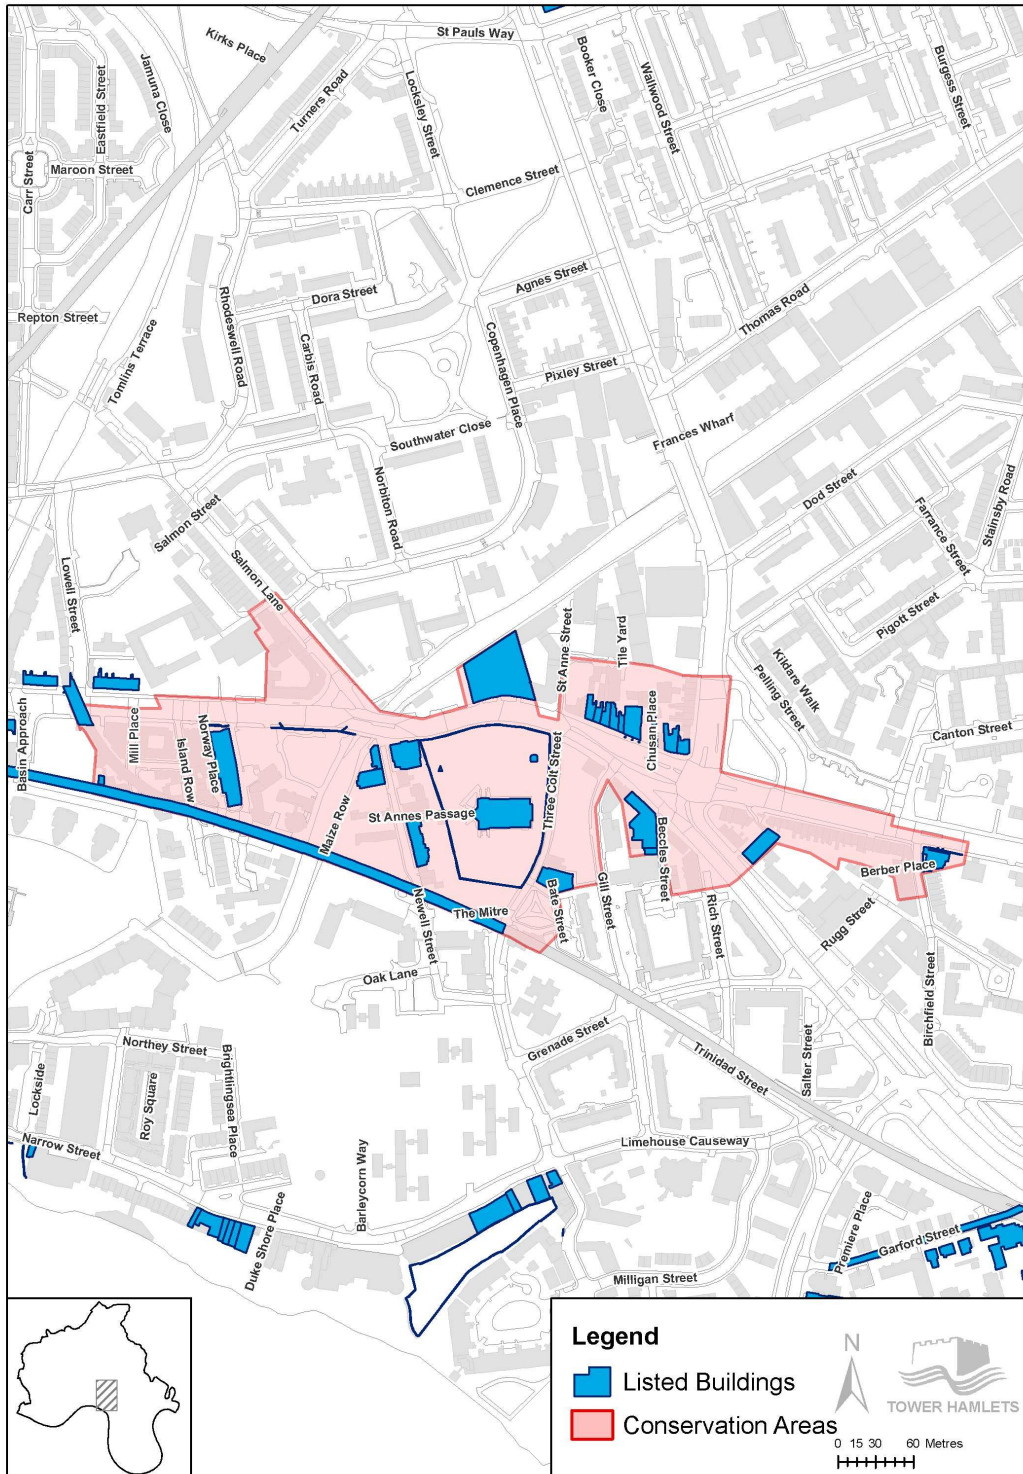 St Pauls Way
Kirks Place
Jamuna Close
Eastfield Street
Turners Road
Locksley Street
Booker Close
Wallwood Street
Burgess Street
Carr Street
Maroon Street
Clemence Street
Agnes Street
Dora Street
Thomas Road
Repton Street
Rhodeswell Road
Carbis Road
Tomlins Terrace
Copenhagen Place
Pixley Street
Southwater Close
Frances Wharf
Dod Street
Stainsby Road
Farrance Street
Norbiton Road
Salmon Street
Salmon Lane
Lowell Street
Pigott Street
St Anne Street
Tile Yard
Kildare Walk
Pelling Street
Canton Street
Basin Approach
Mill Place
Norway Place
Island Row
Chusan Place
Three Colt Street
Maize Row
St Annes Passage
Beccles Street
Berber Place
Gill Street
Bate Street
Newell Street
The Mitre
Rich Street
Rugg Street
Oak Lane
Birchfield Street
Grenade Street
Trinidad Street
Salter Street
Northey Street
Brightlingsea Place
Lockside
Roy Square
Narrow Street
Limehouse Causeway
Barleycorn Way
Duke Shore Place
Premiere Place
Garford Street
Milligan Street
Legend
Listed Buildings
Conservation Areas
N
TOWER HAMLETS
0 15 30 60 Metres